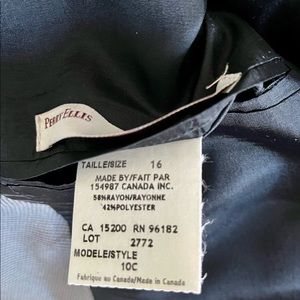 PERRY ELLIS
TAILLE/SIZE 16
MADE BY/FAIT PAR
154987 CANADA INC.
58%RAYON/RAYONNE
42%POLYESTER
CA 15200 RN 96182
LOT 2772
MODELE/STYLE
10C
Fabrique au Canada/Made in Canada